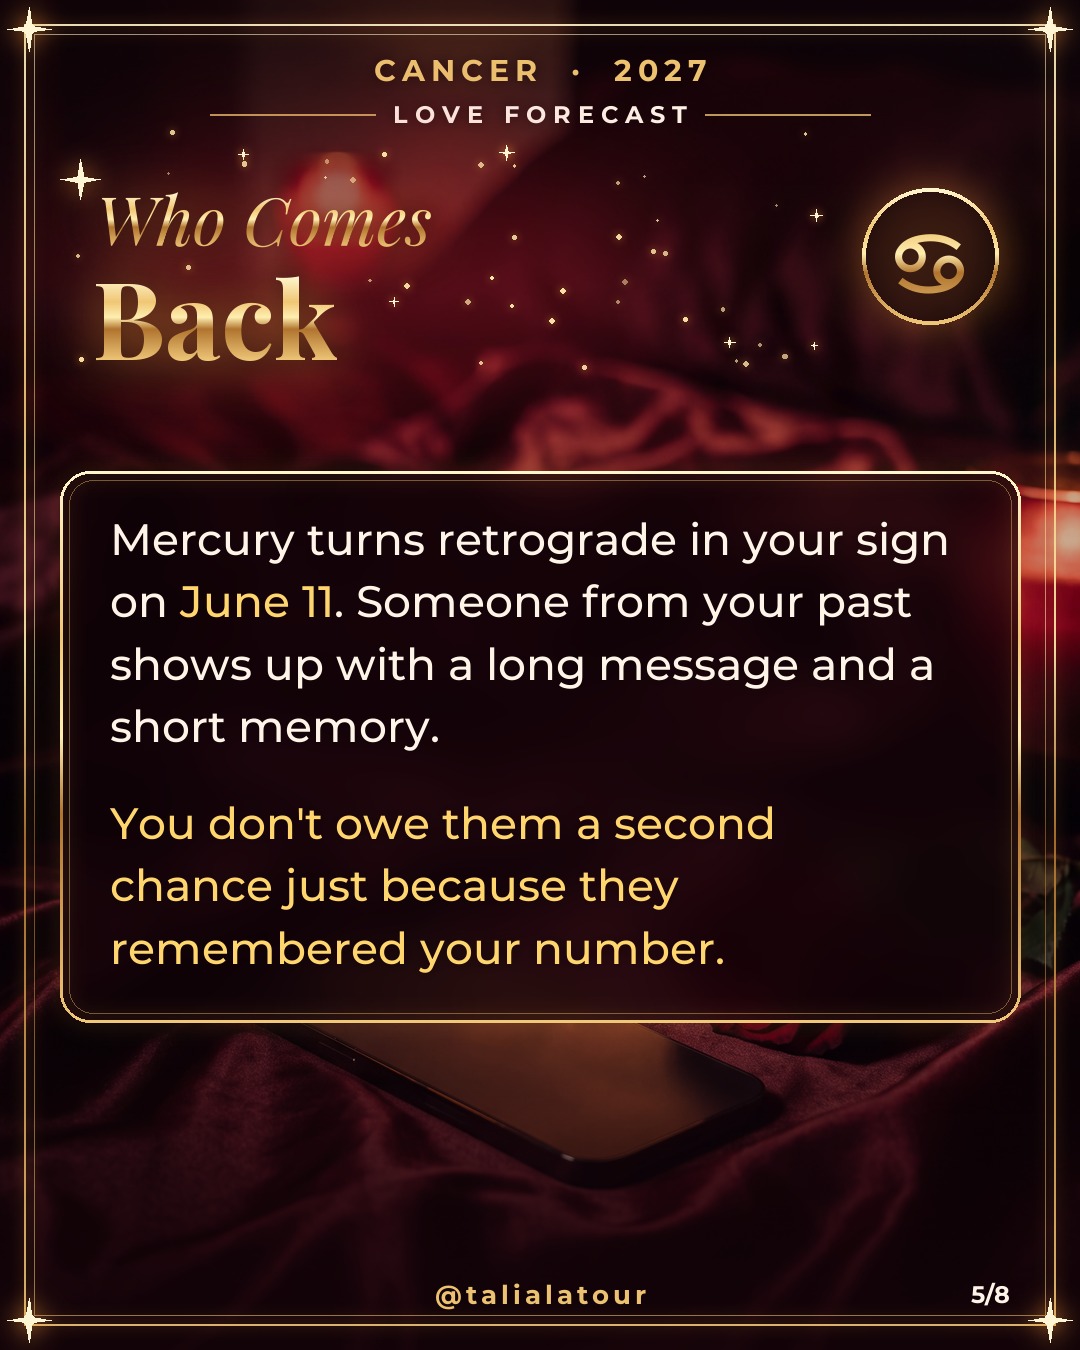 CANCER · 2027
LOVE FORECAST
Who Comes
Back
♋
Mercury turns retrograde in your sign
on June 11. Someone from your past
shows up with a long message and a
short memory.
You don't owe them a second
chance just because they
remembered your number.
@talialatour
5/8